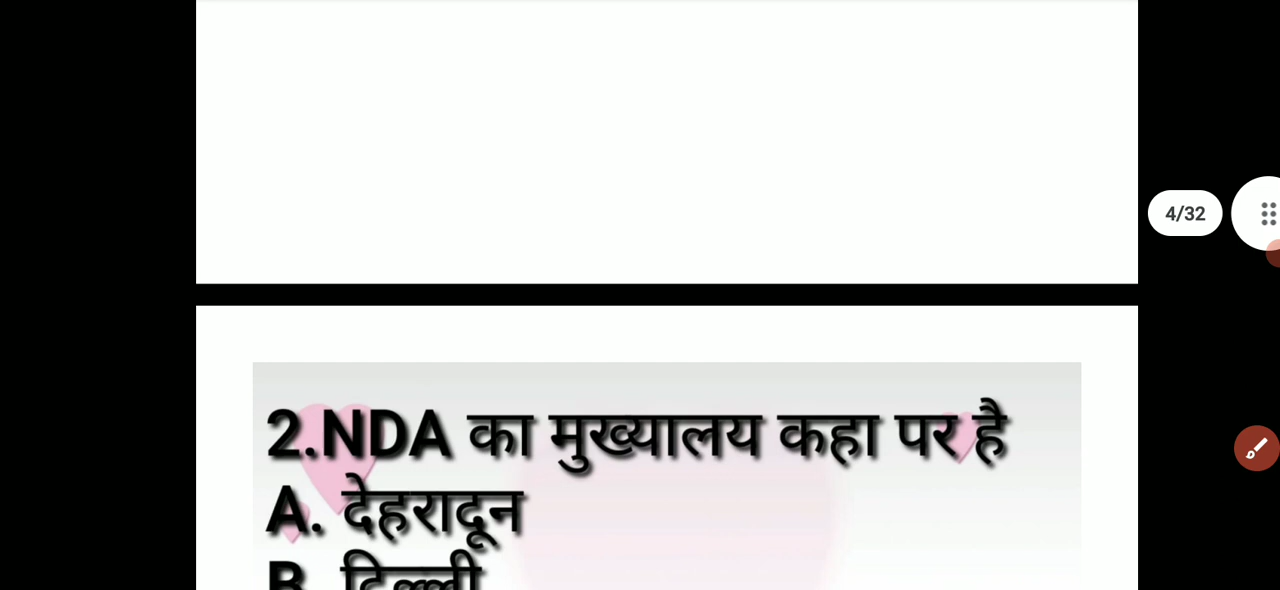 4/32
2.NDA का मुख्यालय कहा पर है
A. देहरादून
B. दिल्ली